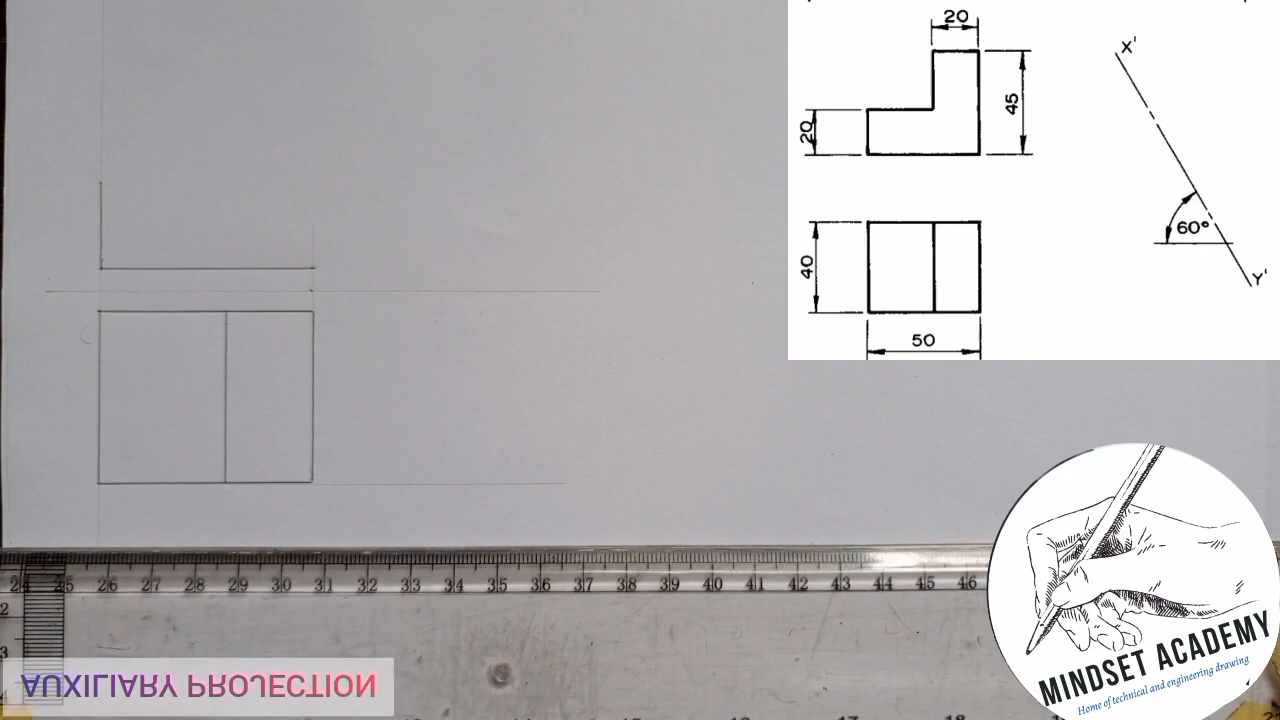 20
X'
45
20
60°
Y'
40
50
24 25 26 27 28 29 30 31 32 33 34 35 36 37 38 39 40 41 42 43 44 45 46
2
3
AUXILIARY PROJECTION
MINDSET ACADEMY
Home of technical and engineering drawing